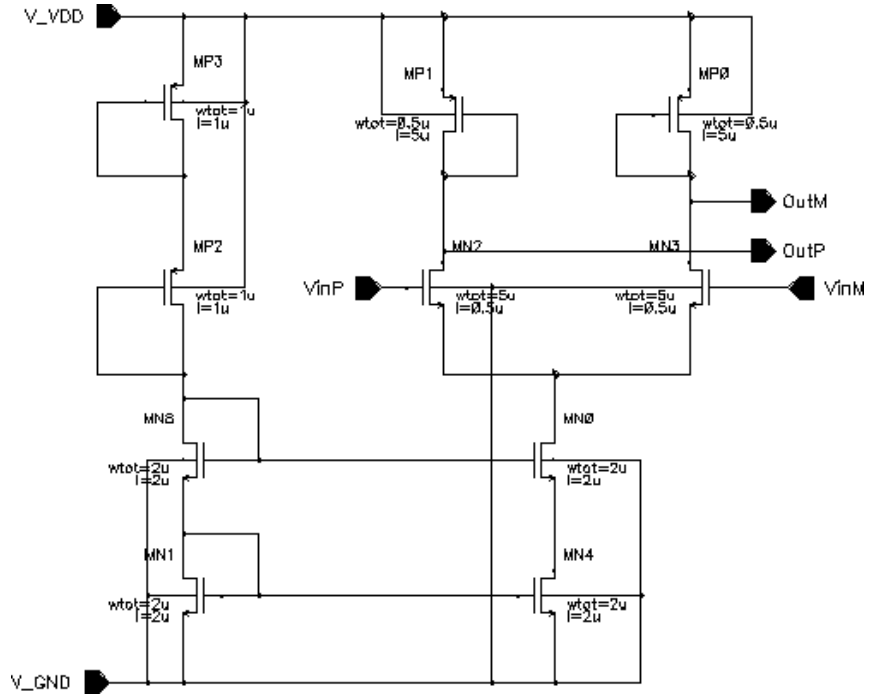 V_VDD
MP3
wtot=1u
l=1u
MP1
wtot=0.5u
l=5u
MP0
wtot=0.5u
l=5u
OutM
MP2
wtot=1u
l=1u
MN2
MN3
OutP
VinP
wtot=5u
l=0.5u
wtot=5u
l=0.5u
VinM
MN8
wtot=2u
l=2u
MN0
wtot=2u
l=2u
MN1
wtot=2u
l=2u
MN4
wtot=2u
l=2u
V_GND